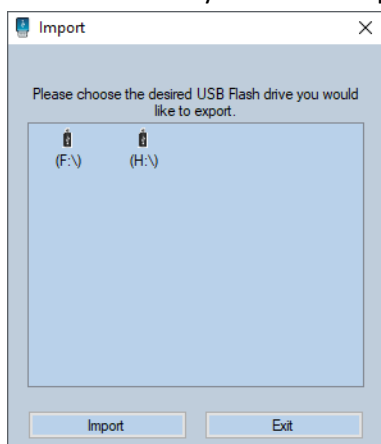 Import
Please choose the desired USB Flash drive you would
like to export.
(F:\) (H:\)
Import Exit